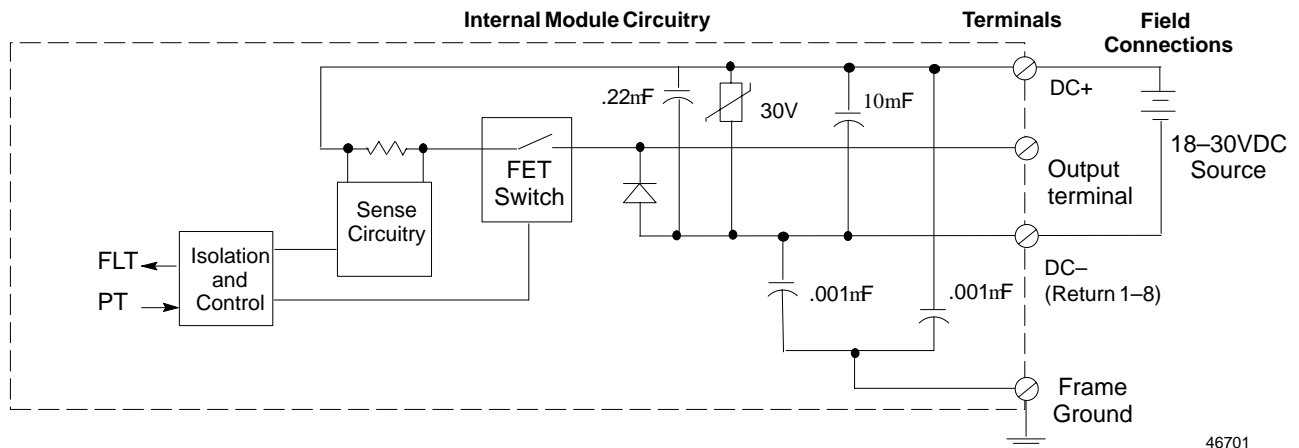 Internal Module Circuitry
Terminals
Field
Connections
.22mF
30V
10mF
DC+
18–30VDC
Source
FET
Switch
Output
terminal
Sense
Circuitry
FLT
PT
Isolation
and
Control
.001mF
.001mF
DC–
(Return 1–8)
Frame
Ground
46701